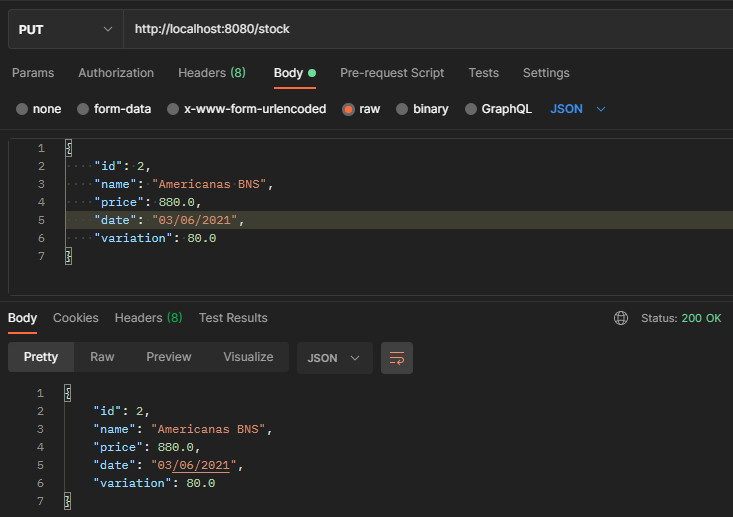 PUT http://localhost:8080/stock
Params Authorization Headers (8) Body Pre-request Script Tests Settings
none form-data x-www-form-urlencoded raw binary GraphQL JSON
1 {
2 "id": 2,
3 "name": "Americanas BNS",
4 "price": 880.0,
5 "date": "03/06/2021",
6 "variation": 80.0
7 }
Body Cookies Headers (8) Test Results Status: 200 OK
Pretty Raw Preview Visualize JSON
1 {
2 "id": 2,
3 "name": "Americanas BNS",
4 "price": 880.0,
5 "date": "03/06/2021",
6 "variation": 80.0
7 }